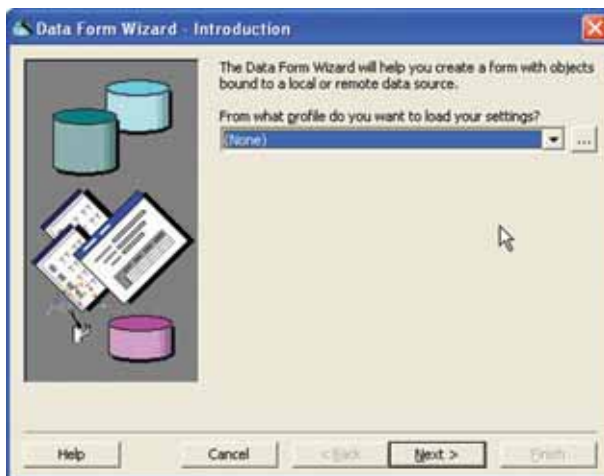 Data Form Wizard - Introduction
The Data Form Wizard will help you create a form with objects
bound to a local or remote data source.
From what profile do you want to load your settings?
(None)
...
Help
Cancel
< Back
Next >
Finish